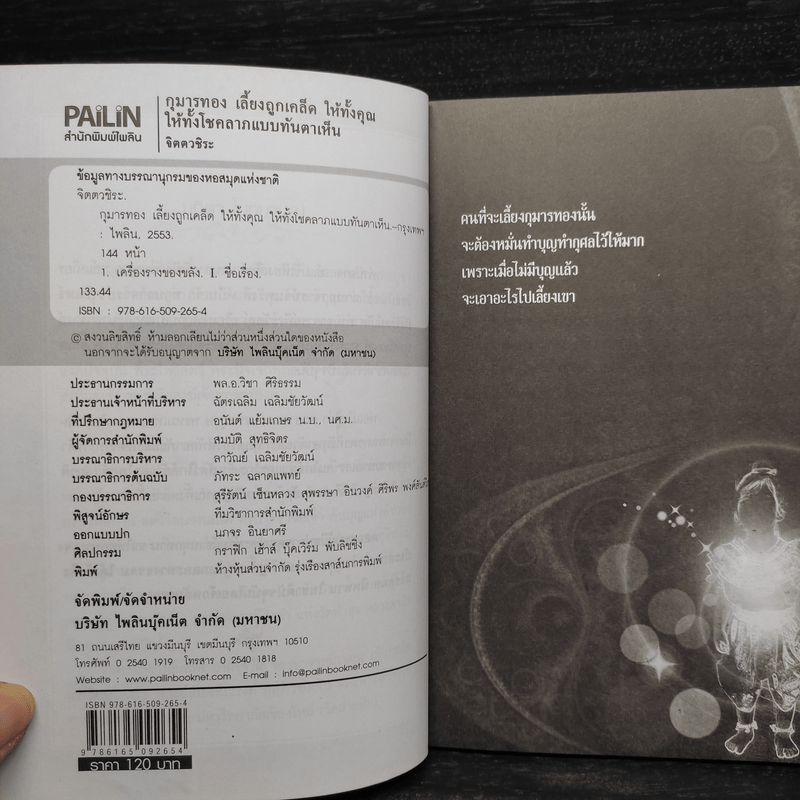 PAiLiN
สำนักพิมพ์ไพลิน
กุมารทอง เลี้ยงถูกเคล็ด ให้ทั้งคุณ
ให้ทั้งโชคลาภแบบทันตาเห็น
จิตตวชิระ
ข้อมูลทางบรรณานุกรมของหอสมุดแห่งชาติ
จิตตวชิระ.
กุมารทอง เลี้ยงถูกเคล็ด ให้ทั้งคุณ ให้ทั้งโชคลาภแบบทันตาเห็น.--กรุงเทพฯ
: ไพลิน, 2553.
144 หน้า
1. เครื่องรางของขลัง. I. ชื่อเรื่อง.
133.44
ISBN : 978-616-509-265-4
© สงวนลิขสิทธิ์ ห้ามลอกเลียนไม่ว่าส่วนหนึ่งส่วนใดของหนังสือ
นอกจากจะได้รับอนุญาตจาก บริษัท ไพลินบุ๊คเน็ต จำกัด (มหาชน)
ประธานกรรมการ พล.อ.วิชา ศิริธรรม
ประธานเจ้าหน้าที่บริหาร ฉัตรเฉลิม เฉลิมชัยวัฒน์
ที่ปรึกษากฎหมาย อนันต์ แย้มเกษร น.บ., นศ.ม.
ผู้จัดการสำนักพิมพ์ สมบัติ สุทธิจิตร
บรรณาธิการบริหาร ลาวัณย์ เฉลิมชัยวัฒน์
บรรณาธิการต้นฉบับ ภัทระ ฉลาดแพทย์
กองบรรณาธิการ สุรีรัตน์ เซ็นหลวง สุพรรษา อินวงค์ ศิริพร
พิสูจน์อักษร ทีมวิชาการสำนักพิมพ์
ออกแบบปก นภจร อินยาศรี
ศิลปกรรม กราฟิก เฮ้าส์ บุ๊คเวิร์ม พับลิชชิ่ง
พิมพ์ ห้างหุ้นส่วนจำกัด รุ่งเรืองสาส์นการพิมพ์
จัดพิมพ์/จัดจำหน่าย
บริษัท ไพลินบุ๊คเน็ต จำกัด (มหาชน)
81 ถนนเสรีไทย แขวงมีนบุรี เขตมีนบุรี กรุงเทพฯ 10510
โทรศัพท์ 0 2540 1919 โทรสาร 0 2540 1818
Website : www.pailinbooknet.com E-mail : info@pailinbooknet.com
ISBN 978-616-509-265-4
9 786165 092654
ราคา 120 บาท
คนที่จะเลี้ยงกุมารทองนั้น
จะต้องหมั่นทำบุญทำกุศลไว้ให้มาก
เพราะเมื่อไม่มีบุญแล้ว
จะเอาอะไรไปเลี้ยงเขา